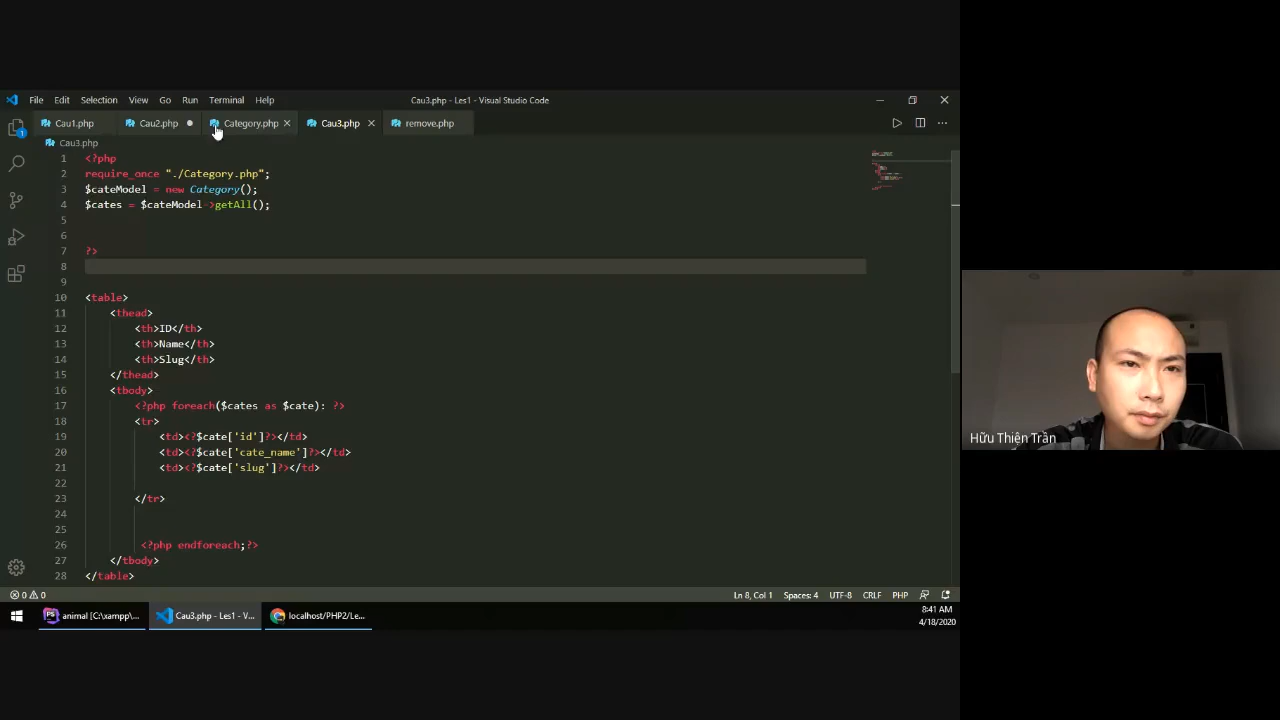 File Edit Selection View Go Run Terminal Help Cau3.php - Les1 - Visual Studio Code
Cau1.php Cau2.php Category.php Cau3.php remove.php
Cau3.php
1 <?php
2 require_once "./Category.php";
3 $cateModel = new Category();
4 $cates = $cateModel->getAll();
5
6
7 ?>
8
9
10 <table>
11 <thead>
12 <th>ID</th>
13 <th>Name</th>
14 <th>Slug</th>
15 </thead>
16 <tbody>
17 <?php foreach($cates as $cate): ?>
18 <tr>
19 <td><?$cate['id']?></td>
20 <td><?$cate['cate_name']?></td>
21 <td><?$cate['slug']?></td>
22
23 </tr>
24
25
26 <?php endforeach;?>
27 </tbody>
28 </table>
Hữu Thiện Trần
1
0 0 Ln 8, Col 1 Spaces: 4 UTF-8 CRLF PHP
PS animal [C:\xampp\... Cau3.php - Les1 - V... localhost/PHP2/Le... 8:41 AM
4/18/2020